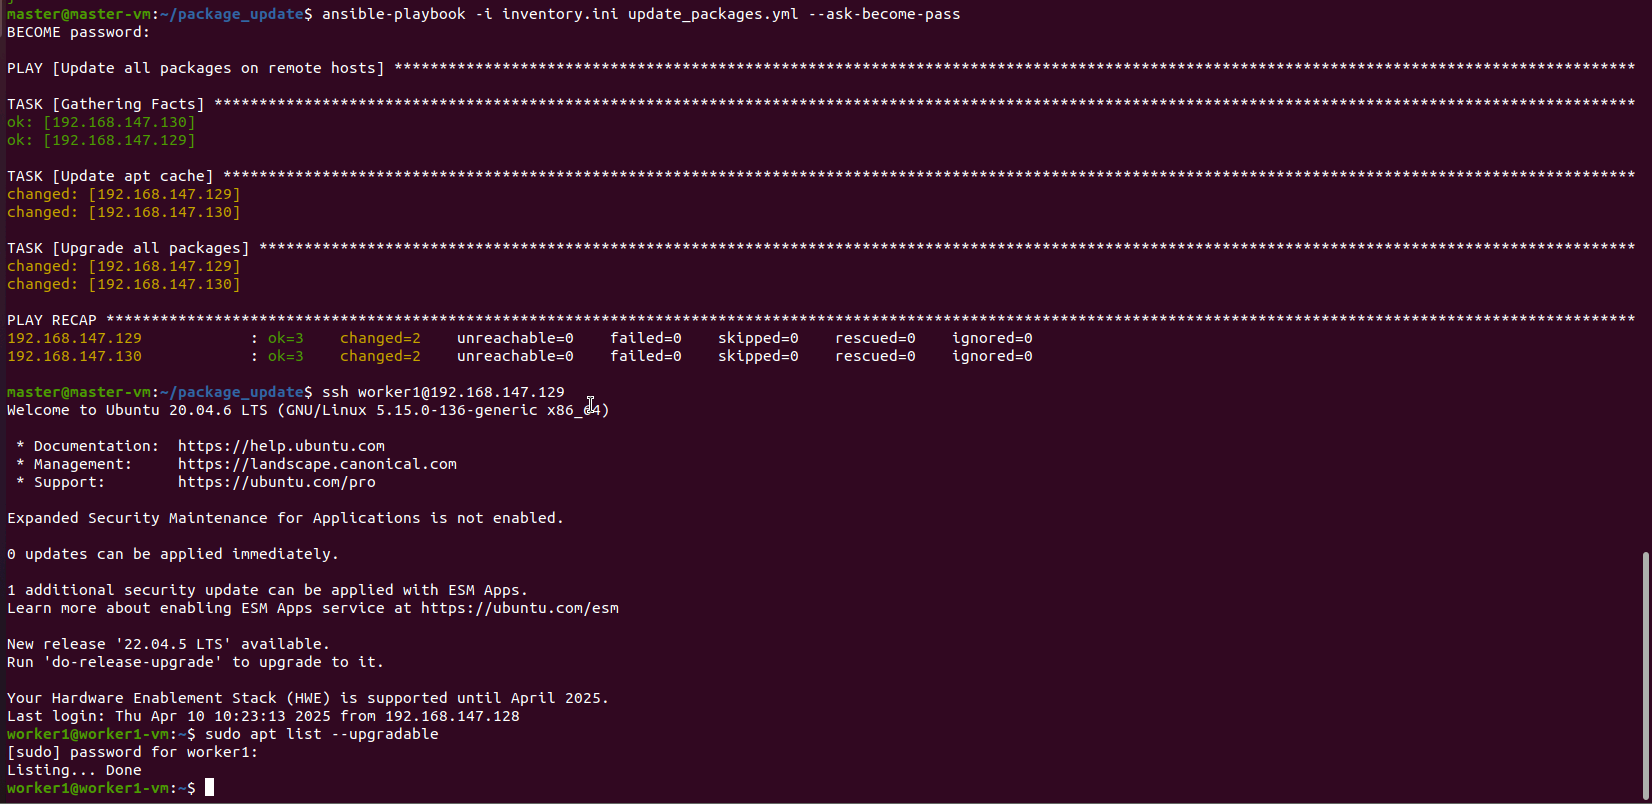 master@master-vm:~/package_update$ ansible-playbook -i inventory.ini update_packages.yml --ask-become-pass
BECOME password:
PLAY [Update all packages on remote hosts] ******************************************************************************************************************************************
TASK [Gathering Facts] **************************************************************************************************************************************************************
ok: [192.168.147.130]
ok: [192.168.147.129]
TASK [Update apt cache] *************************************************************************************************************************************************************
changed: [192.168.147.129]
changed: [192.168.147.130]
TASK [Upgrade all packages] *********************************************************************************************************************************************************
changed: [192.168.147.129]
changed: [192.168.147.130]
PLAY RECAP **************************************************************************************************************************************************************************
192.168.147.129            : ok=3    changed=2    unreachable=0    failed=0    skipped=0    rescued=0    ignored=0
192.168.147.130            : ok=3    changed=2    unreachable=0    failed=0    skipped=0    rescued=0    ignored=0
master@master-vm:~/package_update$ ssh worker1@192.168.147.129
Welcome to Ubuntu 20.04.6 LTS (GNU/Linux 5.15.0-136-generic x86_64)
* Documentation:  https://help.ubuntu.com
* Management:     https://landscape.canonical.com
* Support:        https://ubuntu.com/pro
Expanded Security Maintenance for Applications is not enabled.
0 updates can be applied immediately.
1 additional security update can be applied with ESM Apps.
Learn more about enabling ESM Apps service at https://ubuntu.com/esm
New release '22.04.5 LTS' available.
Run 'do-release-upgrade' to upgrade to it.
Your Hardware Enablement Stack (HWE) is supported until April 2025.
Last login: Thu Apr 10 10:23:13 2025 from 192.168.147.128
worker1@worker1-vm:~$ sudo apt list --upgradable
[sudo] password for worker1:
Listing... Done
worker1@worker1-vm:~$